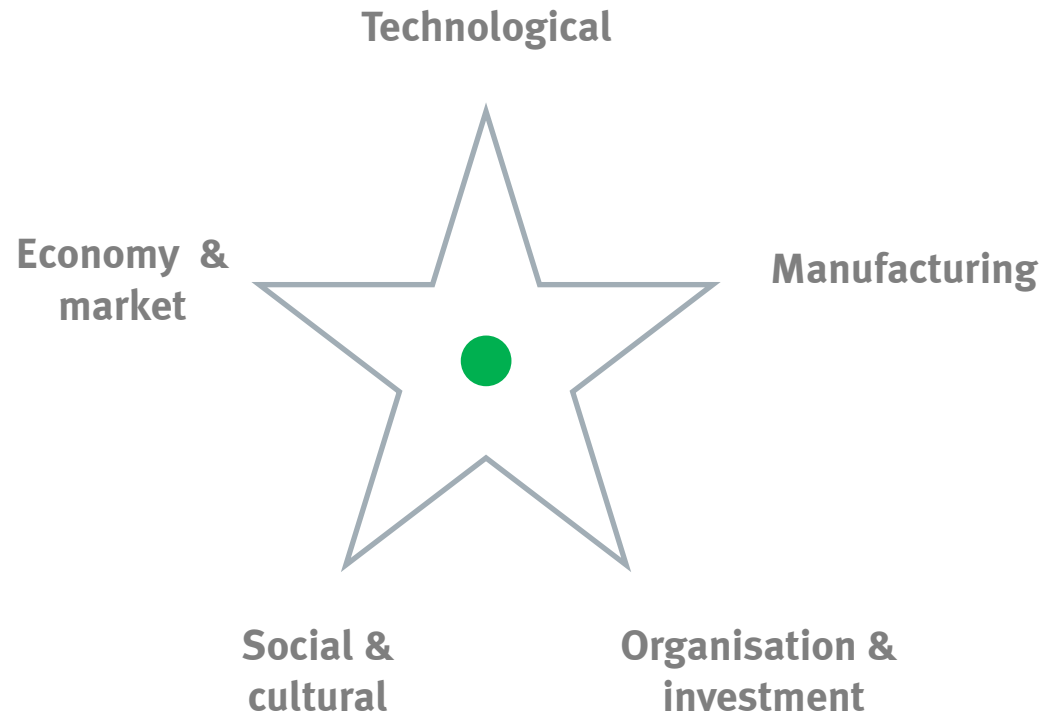 Technological
Economy & 
market
Manufacturing
Social &
cultural
Organisation &
investment